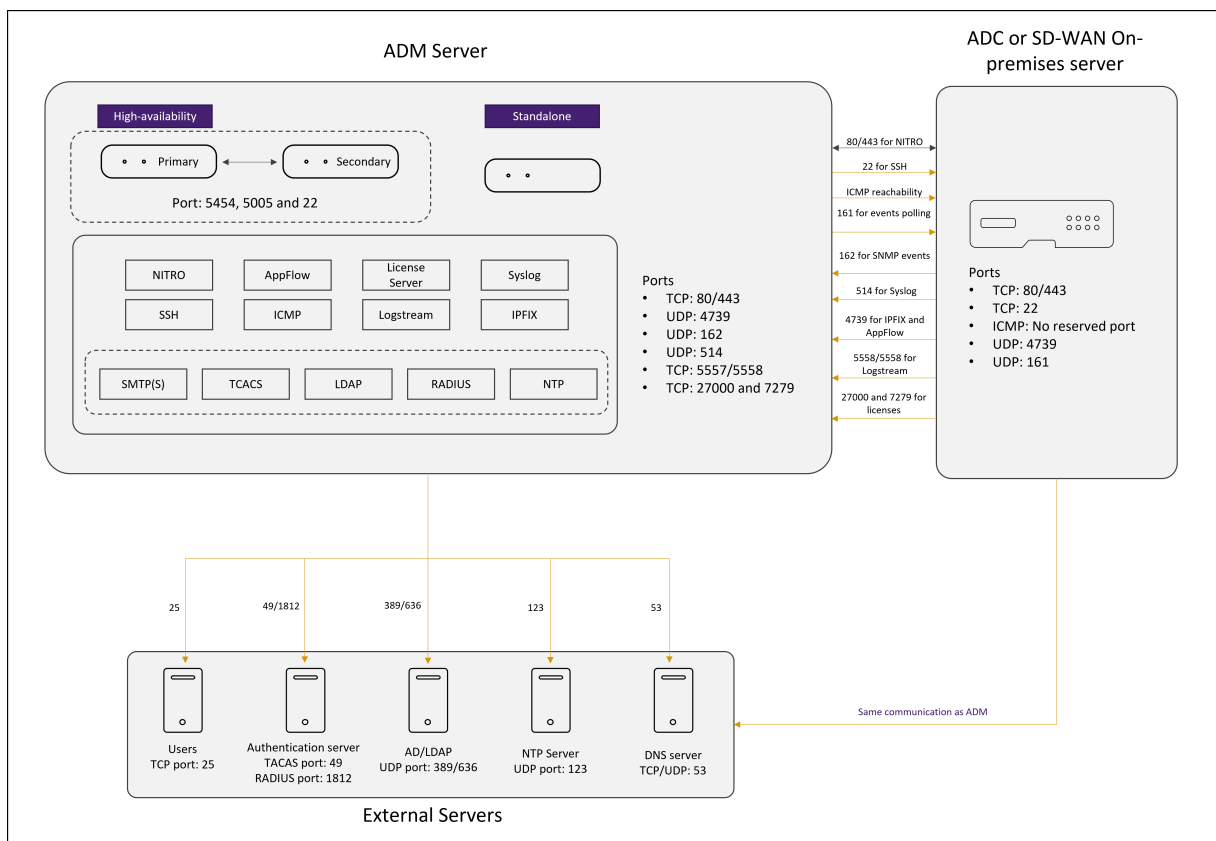 ADM Server
ADC or SD-WAN On-
premises server
High-availability
Standalone
Primary
Secondary
Port: 5454, 5005 and 22
NITRO
AppFlow
License
Server
Syslog
SSH
ICMP
Logstream
IPFIX
SMTP(S)
TCACS
LDAP
RADIUS
NTP
Ports
• TCP: 80/443
• UDP: 4739
• UDP: 162
• UDP: 514
• TCP: 5557/5558
• TCP: 27000 and 7279
80/443 for NITRO
22 for SSH
ICMP reachability
161 for events polling
162 for SNMP events
514 for Syslog
4739 for IPFIX and
AppFlow
5558/5558 for
Logstream
27000 and 7279 for
licenses
Ports
• TCP: 80/443
• TCP: 22
• ICMP: No reserved port
• UDP: 4739
• UDP: 161
25
49/1812
389/636
123
53
Users
TCP port: 25
Authentication server
TACAS port: 49
RADIUS port: 1812
AD/LDAP
UDP port: 389/636
NTP Server
UDP port: 123
DNS server
TCP/UDP: 53
Same communication as ADM
External Servers